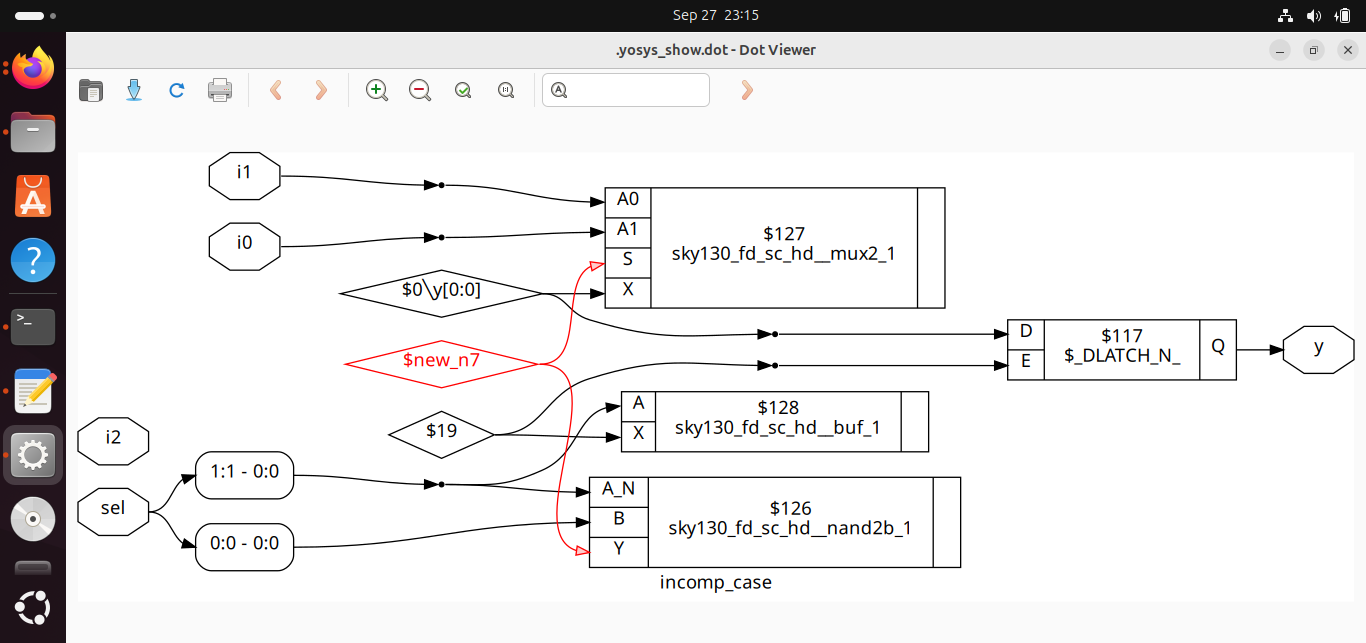 Sep 27 23:15
.yosys_show.dot - Dot Viewer
i1
i0
$0\y[0:0]
$new_n7
$19
i2
sel
1:1 - 0:0
0:0 - 0:0
A0
A1
S
X
$127
sky130_fd_sc_hd__mux2_1
A
X
$128
sky130_fd_sc_hd__buf_1
A_N
B
Y
$126
sky130_fd_sc_hd__nand2b_1
D
E
$117
$_DLATCH_N_
Q
y
incomp_case